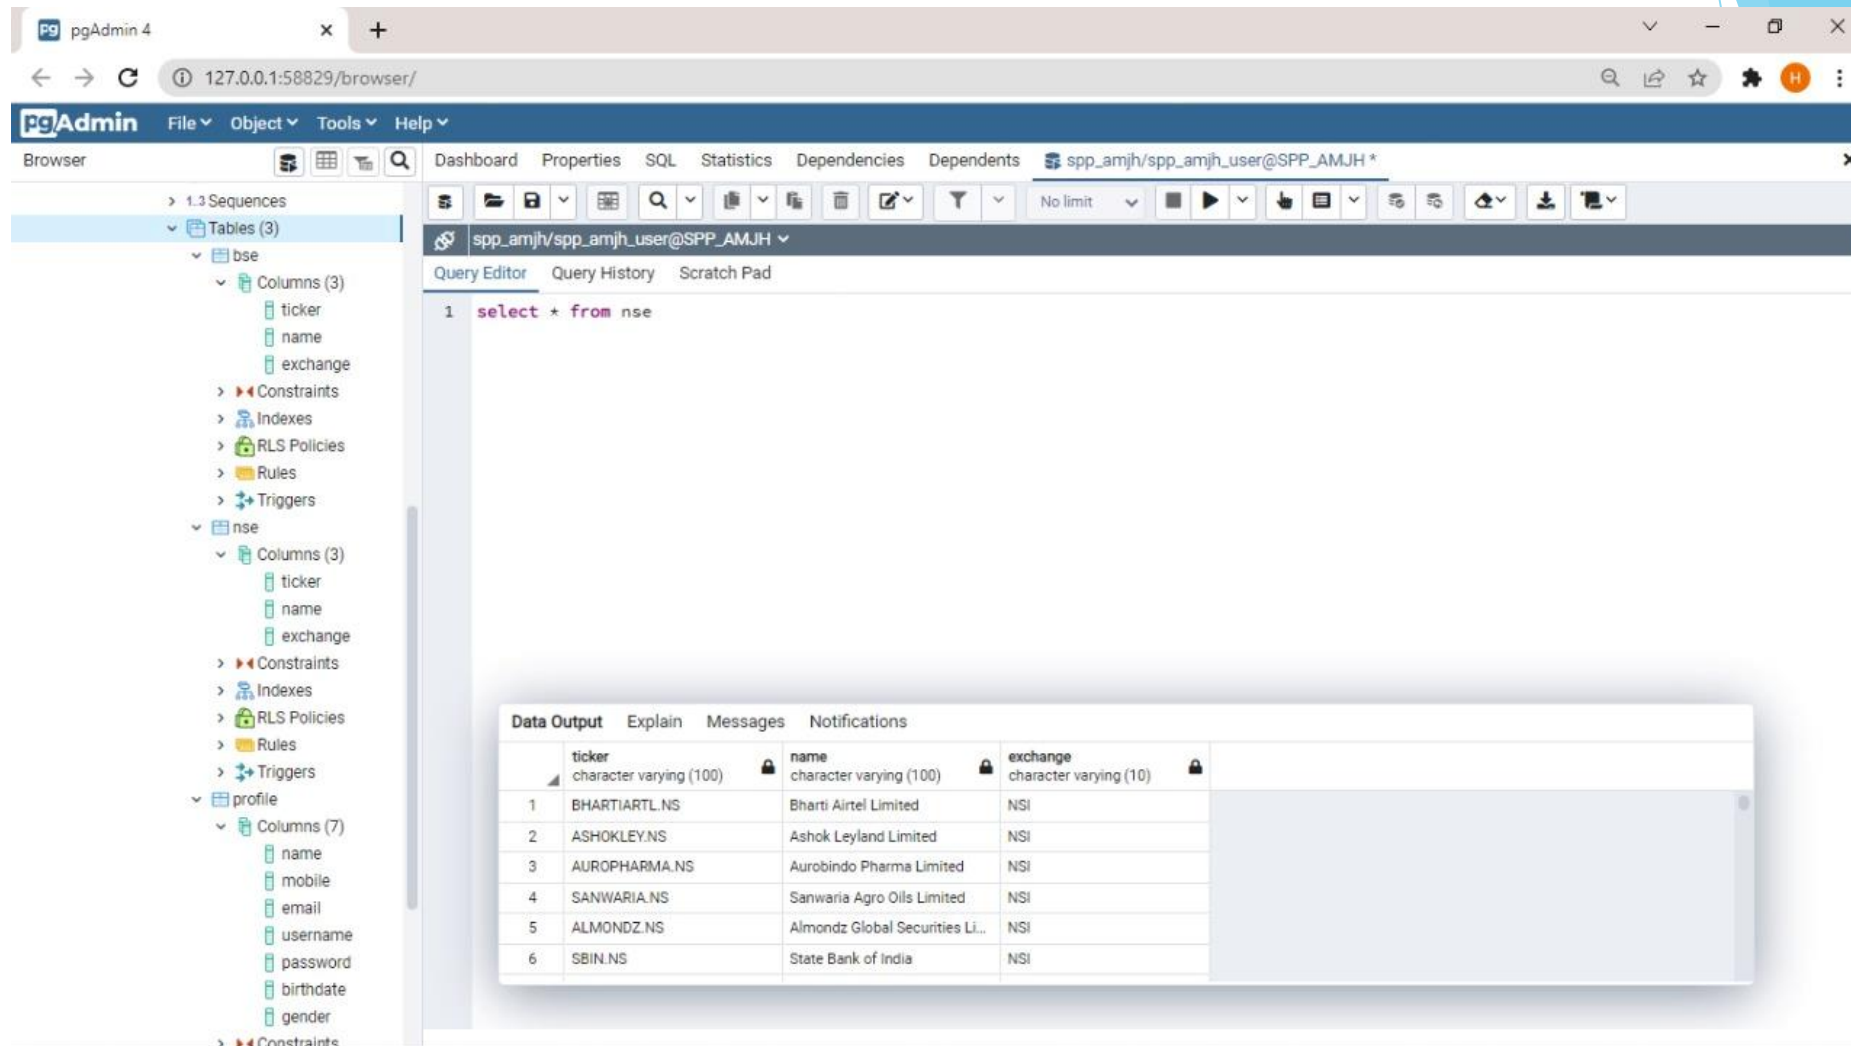 pgAdmin 4
127.0.0.1:58829/browser/
H
pgAdmin File Object Tools Help
Browser
Dashboard Properties SQL Statistics Dependencies Dependents spp_amjh/spp_amjh_user@SPP_AMJH *
No limit
spp_amjh/spp_amjh_user@SPP_AMJH
Query Editor Query History Scratch Pad
1 select * from nse
1..3 Sequences
Tables (3)
bse
Columns (3)
ticker
name
exchange
Constraints
Indexes
RLS Policies
Rules
Triggers
nse
Columns (3)
ticker
name
exchange
Constraints
Indexes
RLS Policies
Rules
Triggers
profile
Columns (7)
name
mobile
email
username
password
birthdate
gender
Constraints
Data Output Explain Messages Notifications
ticker name exchange
character varying (100) character varying (100) character varying (10)
1 BHARTIARTL.NS Bharti Airtel Limited NSI
2 ASHOKLEY.NS Ashok Leyland Limited NSI
3 AUROPHARMA.NS Aurobindo Pharma Limited NSI
4 SANWARIA.NS Sanwaria Agro Oils Limited NSI
5 ALMONDZ.NS Almondz Global Securities Li... NSI
6 SBIN.NS State Bank of India NSI